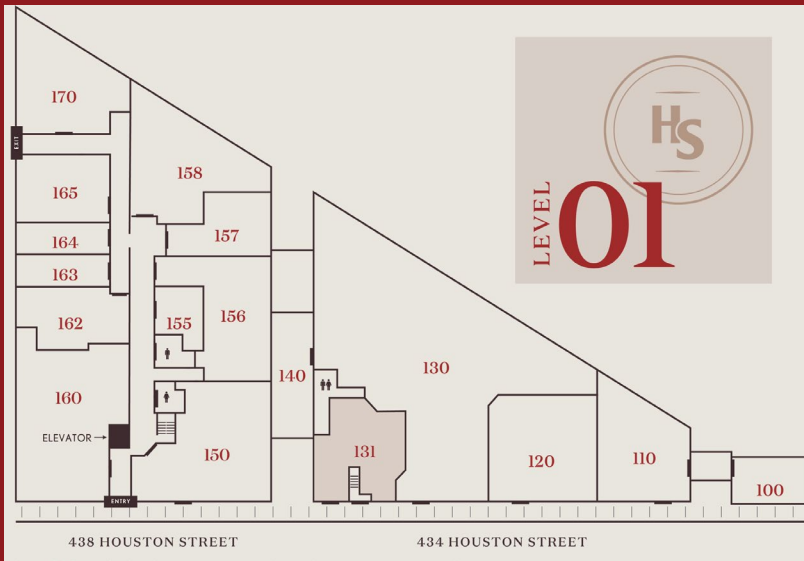 HS
LEVEL
01
170
EXIT
165
158
164
157
163
162
155
156
160
140
130
ELEVATOR
150
131
120
110
100
ENTRY
438 HOUSTON STREET
434 HOUSTON STREET